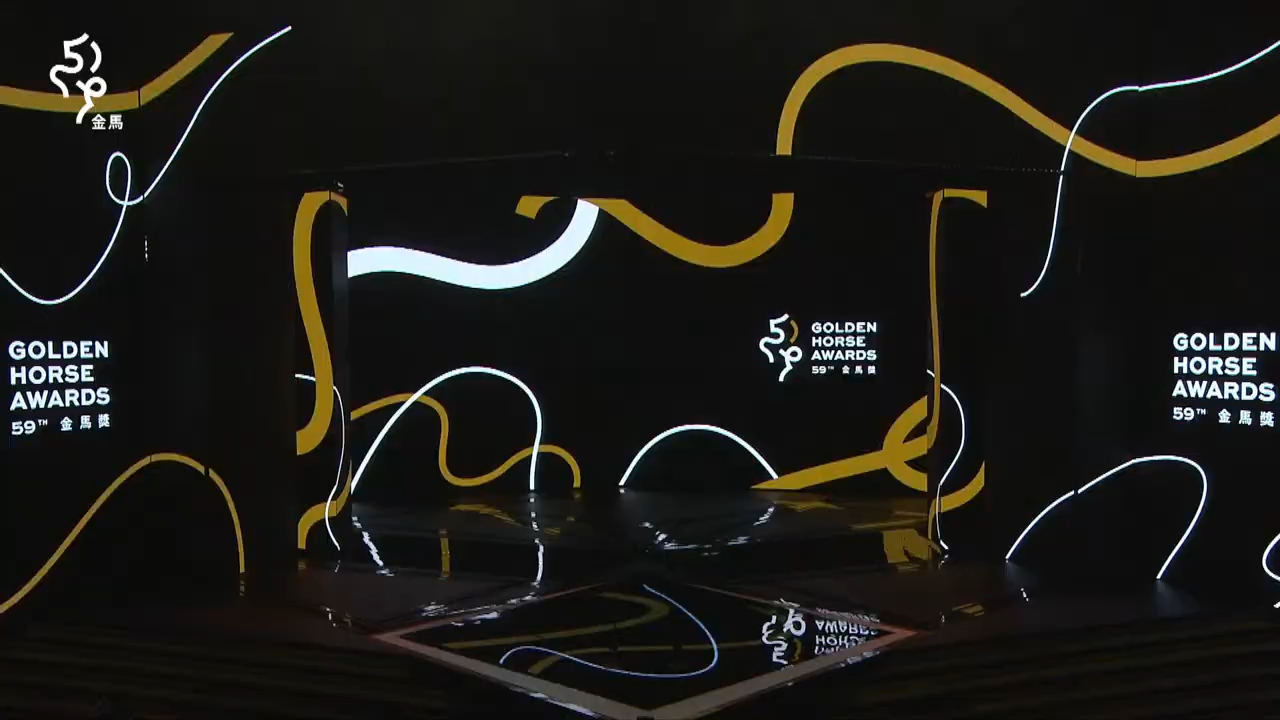 59
金馬
GOLDEN
HORSE
AWARDS
59TH 金馬獎
59
GOLDEN
HORSE
AWARDS
59TH 金馬獎
GOLDEN
HORSE
AWARDS
59TH 金馬獎